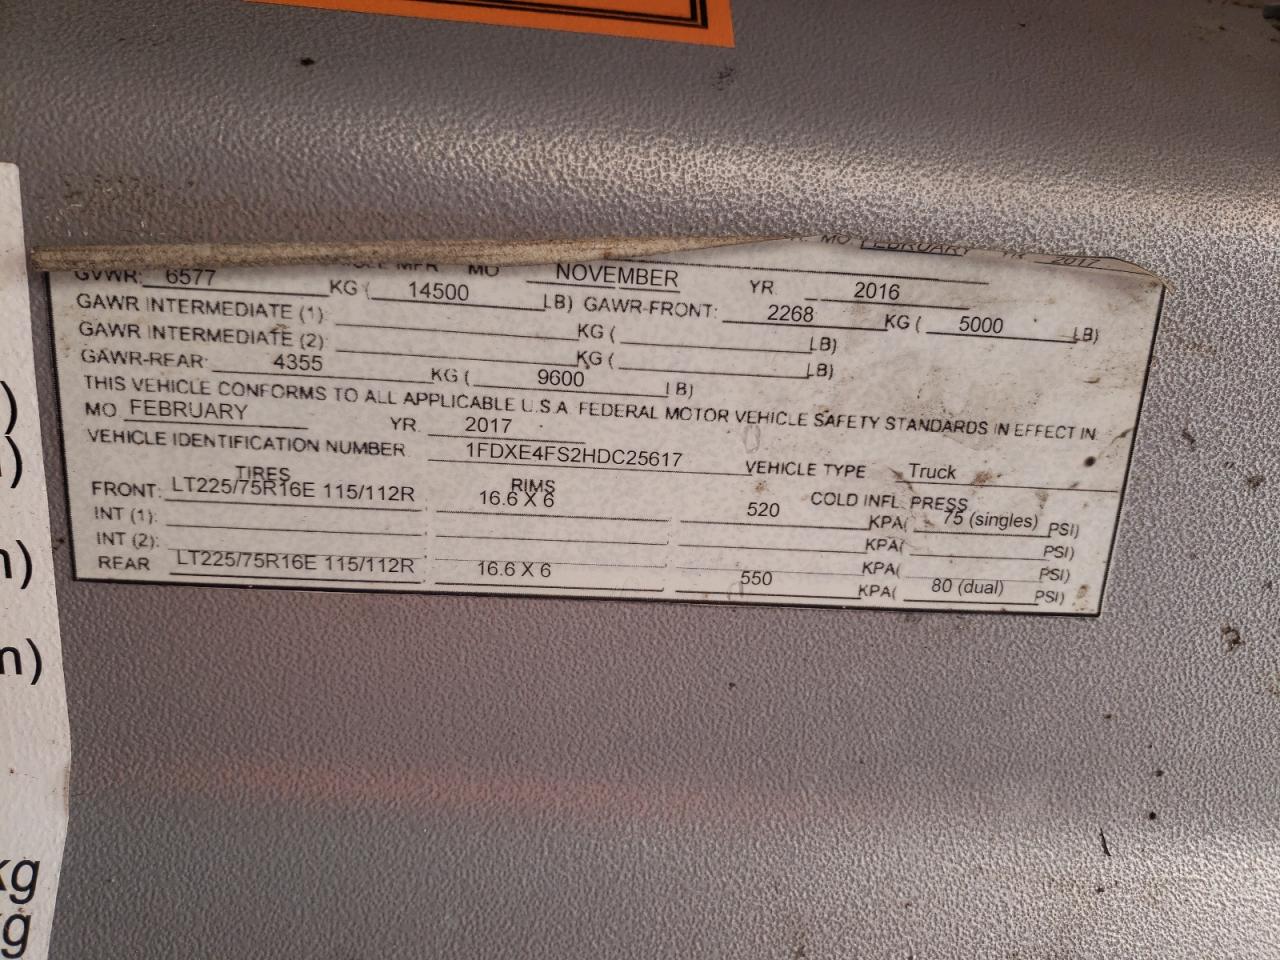 MO FEBRUARY YR 2017
MFR MO NOVEMBER YR 2016
GVWR: 6577 KG ( 14500 LB) GAWR-FRONT: 2268 KG ( 5000 LB)
GAWR INTERMEDIATE (1): KG ( LB)
GAWR INTERMEDIATE (2): KG ( LB)
GAWR-REAR: 4355 KG ( 9600 LB)
THIS VEHICLE CONFORMS TO ALL APPLICABLE U.S.A. FEDERAL MOTOR VEHICLE SAFETY STANDARDS IN EFFECT IN
MO FEBRUARY YR. 2017
VEHICLE IDENTIFICATION NUMBER 1FDXE4FS2HDC25617 VEHICLE TYPE Truck
TIRES RIMS COLD INFL. PRESS
FRONT: LT225/75R16E 115/112R 16.6 X 6 520 KPA( 75 (singles) PSI)
INT (1): KPA( PSI)
INT (2): KPA( PSI)
REAR LT225/75R16E 115/112R 16.6 X 6 550 KPA( 80 (dual) PSI)
kg